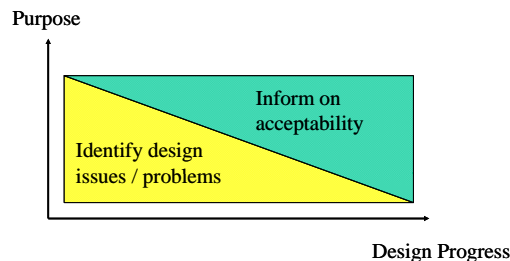 Purpose
Inform on
acceptability
Identify design
issues / problems
Design Progress